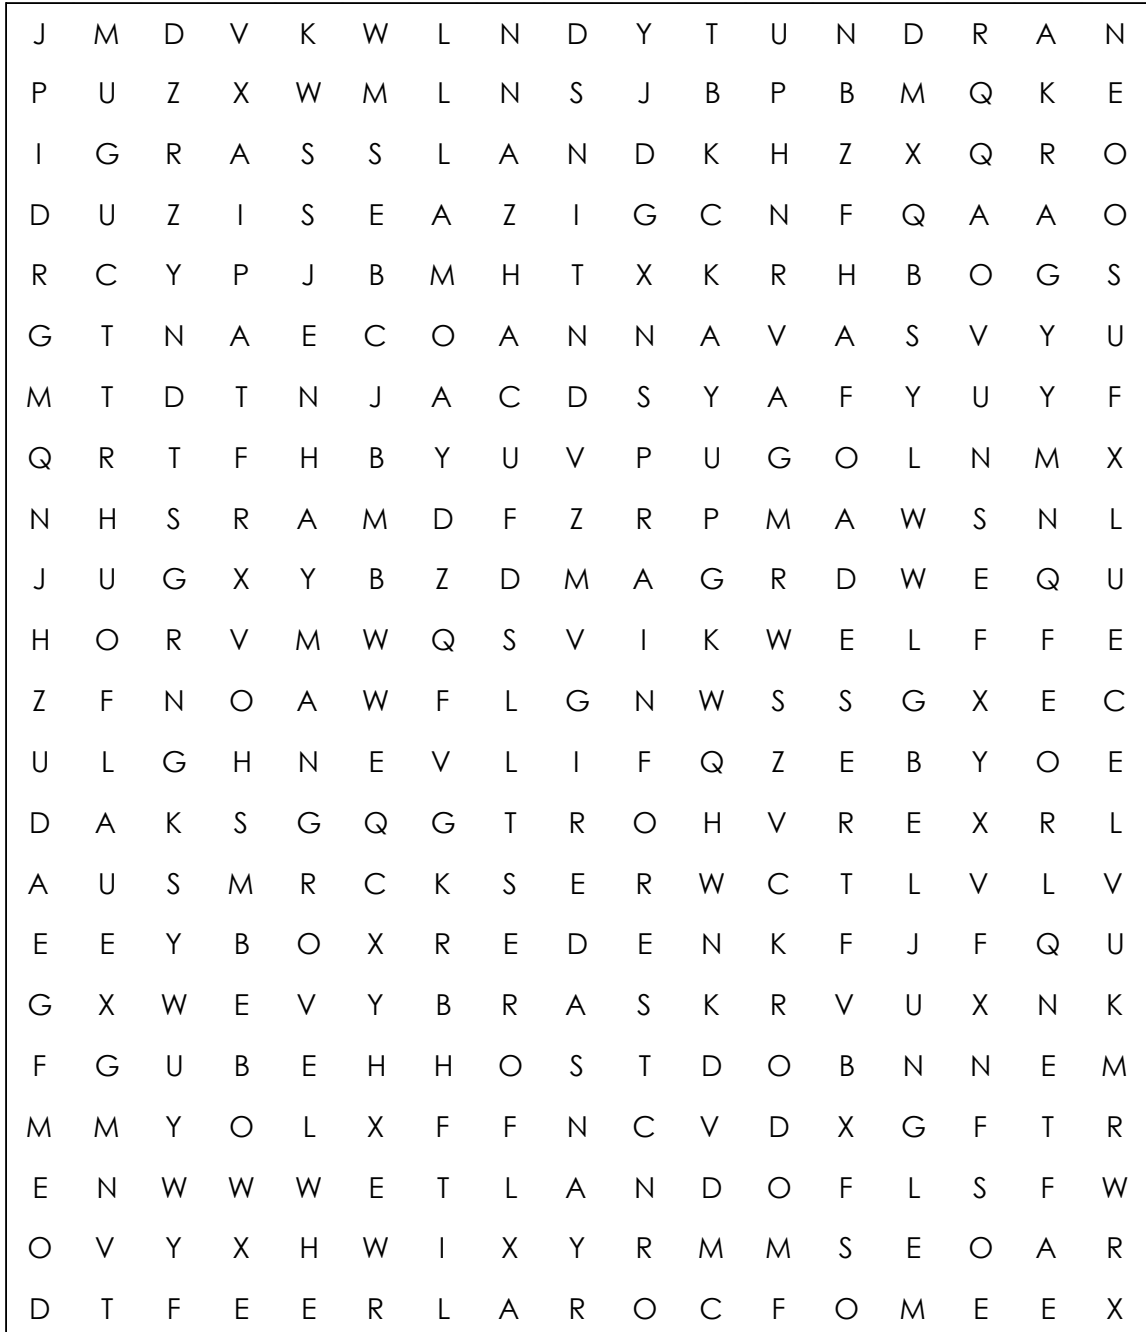 J M D V K W L N D Y T U N D R A N
P U Z X W M L N S J B P B M Q K E
I G R A S S L A N D K H Z X Q R O
D U Z I S E A Z I G C N F Q A A O
R C Y P J B M H T X K R H B O G S
G T N A E C O A N N A V A S V Y U
M T D T N J A C D S Y A F Y U Y F
Q R T F H B Y U V P U G O L N M X
N H S R A M D F Z R P M A W S N L
J U G X Y B Z D M A G R D W E Q U
H O R V M W Q S V I K W E L F F E
Z F N O A W F L G N W S S G X E C
U L G H N E V L I F Q Z E B Y O E
D A K S G Q G T R O H V R E X R L
A U S M R C K S E R W C T L V L V
E E Y B O X R E D E N K F J F Q U
G X W E V Y B R A S K R V U X N K
F G U B E H H O S T D O B N N E M
M M Y O L X F F N C V D X G F T R
E N W W W E T L A N D O F L S F W
O V Y X H W I X Y R M M S E O A R
D T F E E R L A R O C F O M E E X